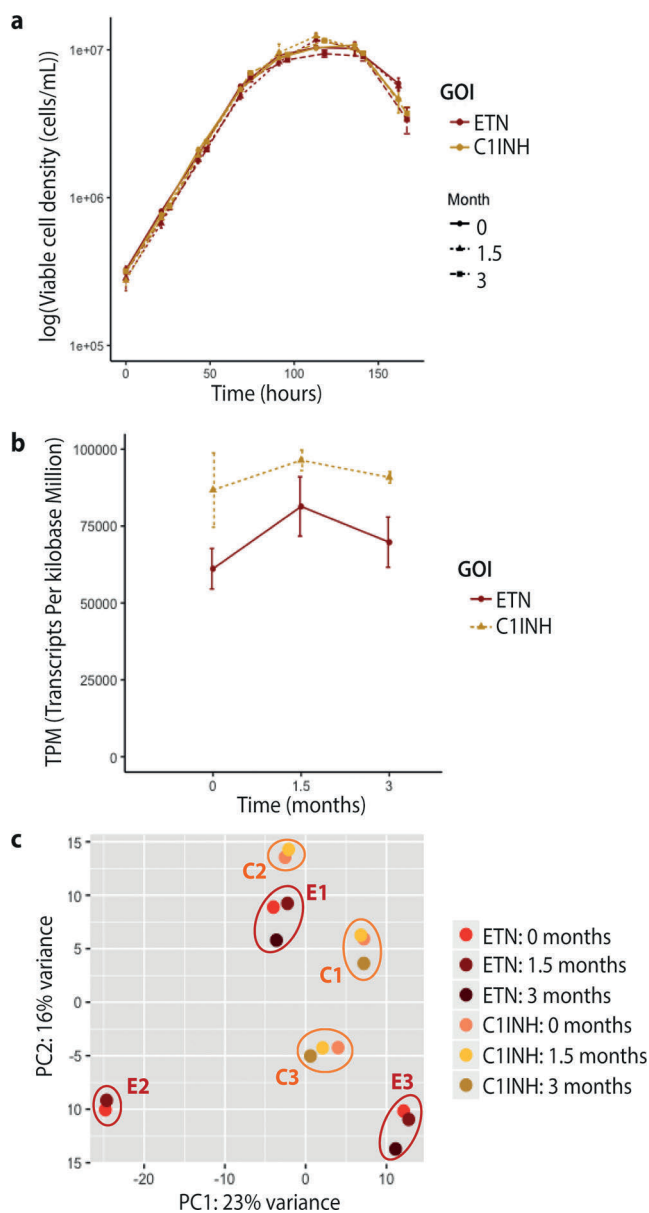 a
log(Viable cell density (cells/mL))
1e+07
1e+06
1e+05
0
50
100
150
Time (hours)
GOI
ETN
C1INH
Month
0
1.5
3
b
TPM (Transcripts Per kilobase Million)
100000
75000
50000
25000
0
0
1.5
3
Time (months)
GOI
ETN
C1INH
c
PC2: 16% variance
15
10
5
0
-5
10
15
-20
-10
0
10
PC1: 23% variance
C2
E1
C1
C3
E2
E3
ETN: 0 months
ETN: 1.5 months
ETN: 3 months
C1INH: 0 months
C1INH: 1.5 months
C1INH: 3 months